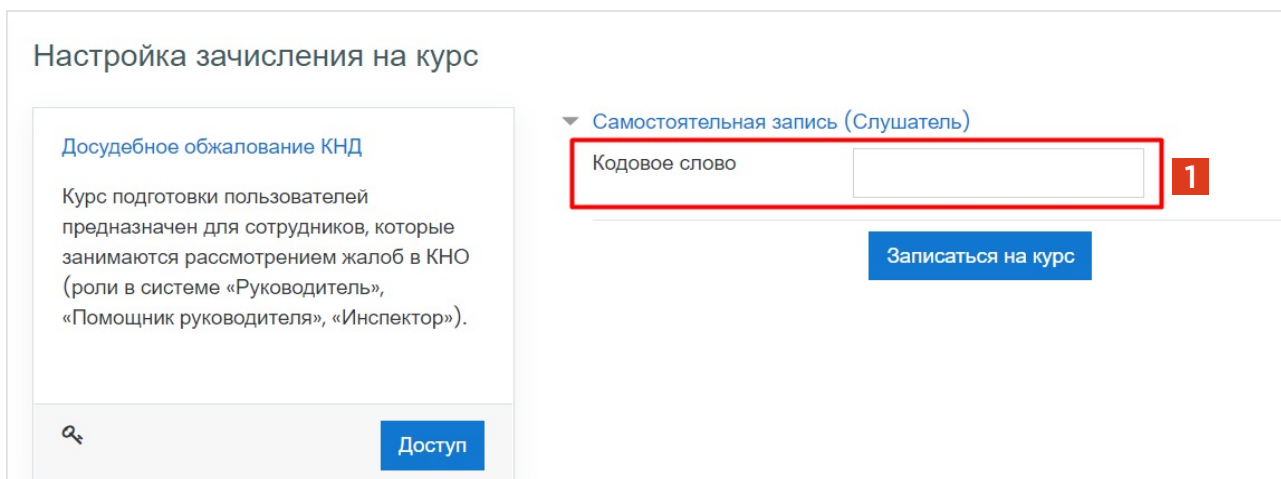 Настройка зачисления на курс
Досудебное обжалование КНД
Курс подготовки пользователей
предназначен для сотрудников, которые
занимаются рассмотрением жалоб в КНО
(роли в системе «Руководитель»,
«Помощник руководителя», «Инспектор»).
Доступ
Самостоятельная запись (Слушатель)
Кодовое слово
1
Записаться на курс